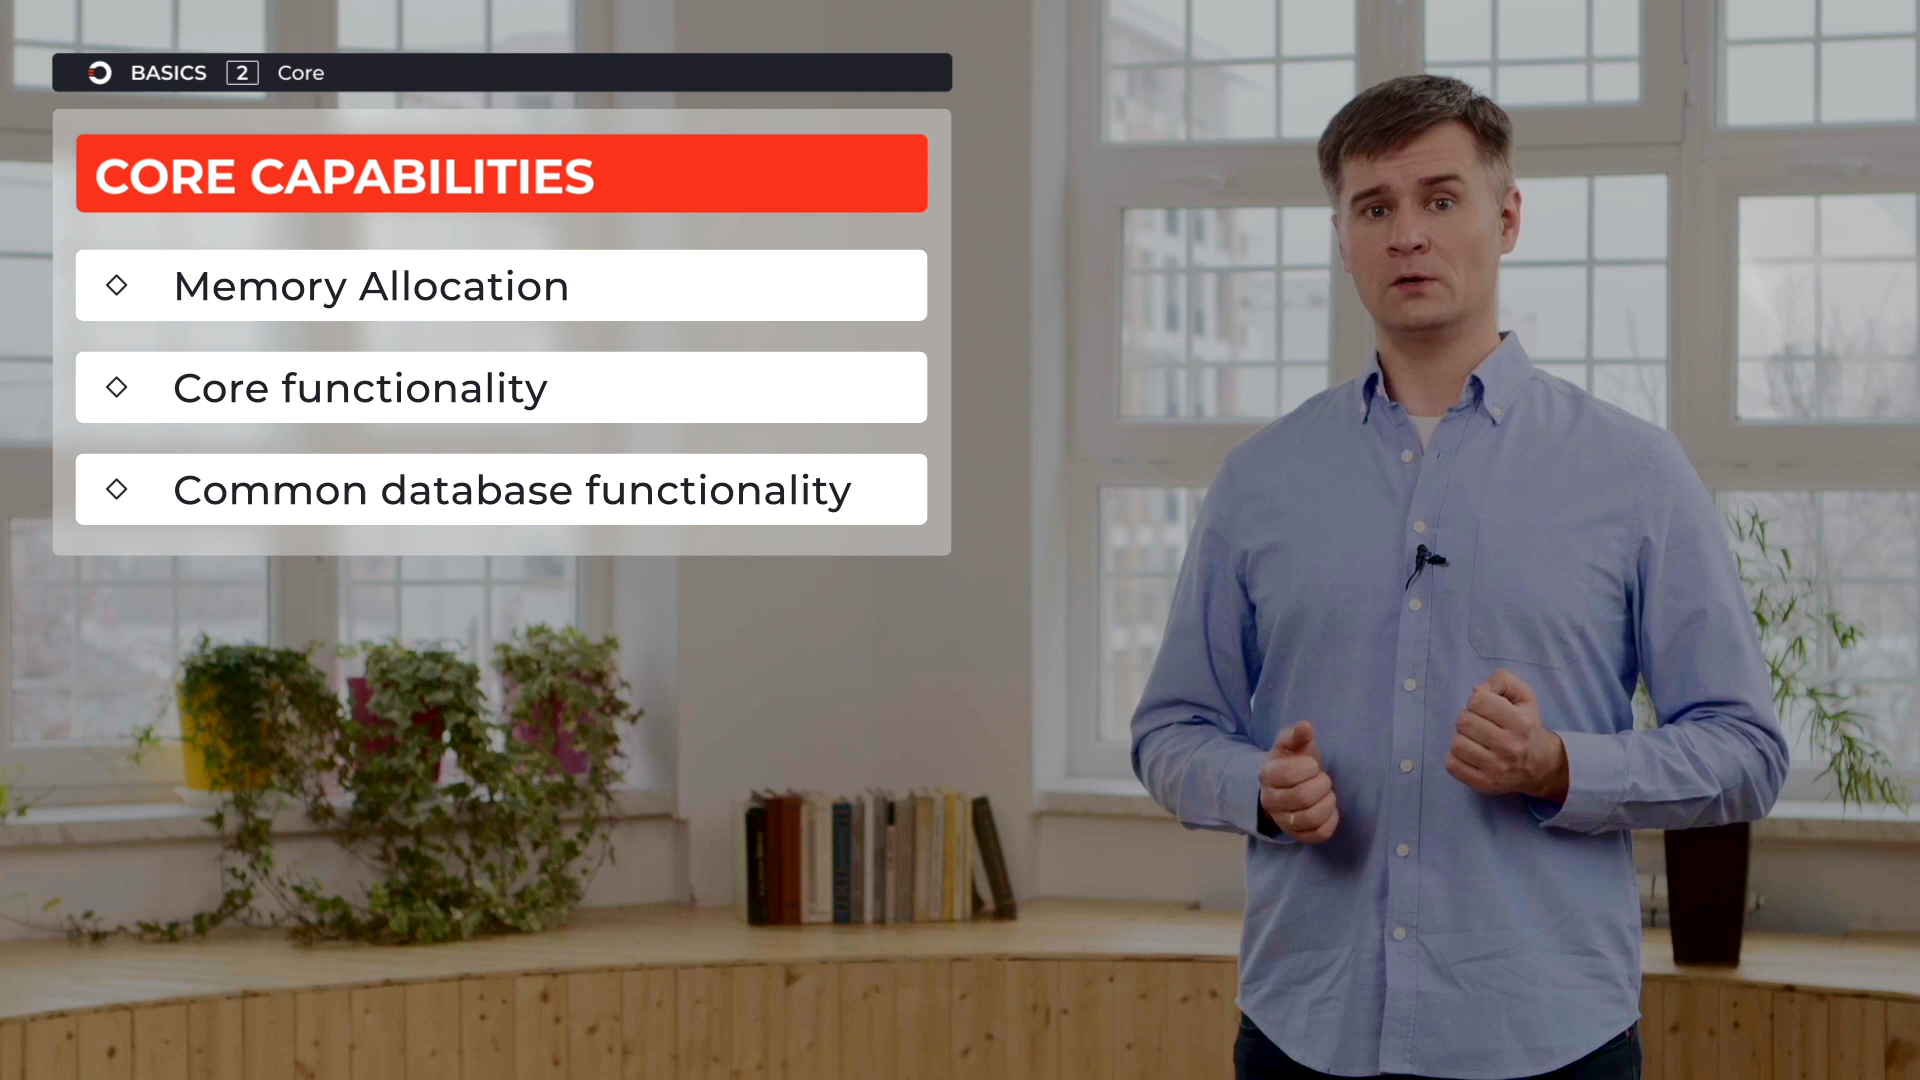 BASICS 2 Core
CORE CAPABILITIES
Memory Allocation
Core functionality
Common database functionality